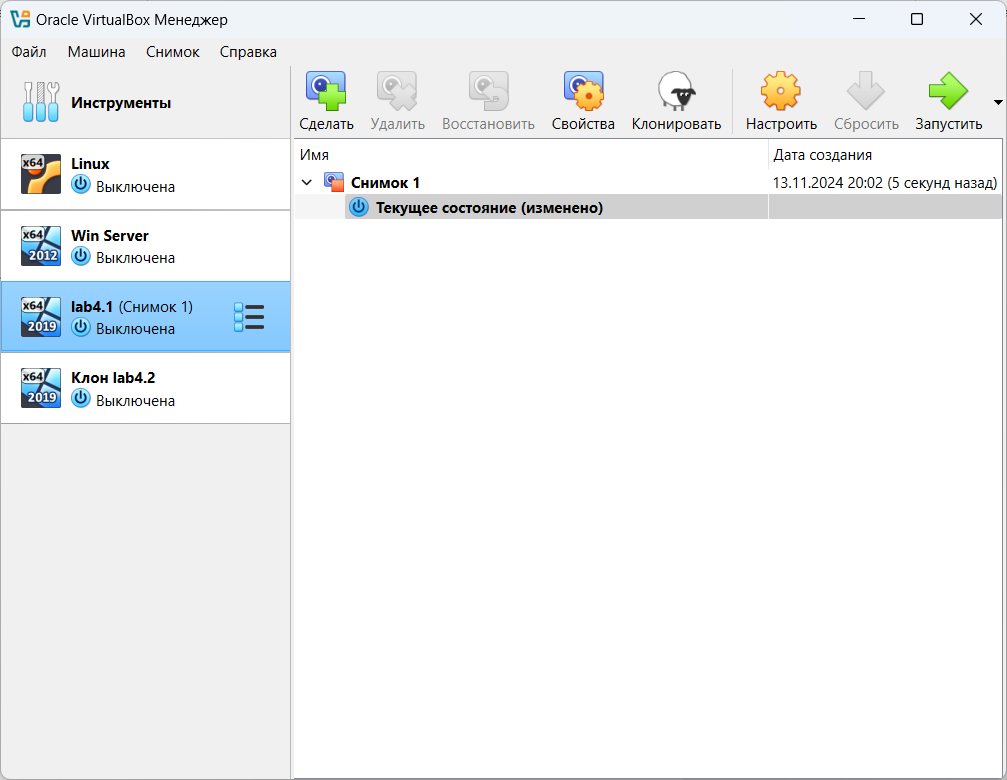 Oracle VirtualBox Менеджер
Файл Машина Снимок Справка
Инструменты
Сделать Удалить Восстановить Свойства Клонировать Настроить Сбросить Запустить
x64
Linux
Выключена
x64
2012
Win Server
Выключена
x64
2019
lab4.1 (Снимок 1)
Выключена
x64
2019
Клон lab4.2
Выключена
Имя Дата создания
Снимок 1 13.11.2024 20:02 (5 секунд назад)
Текущее состояние (изменено)